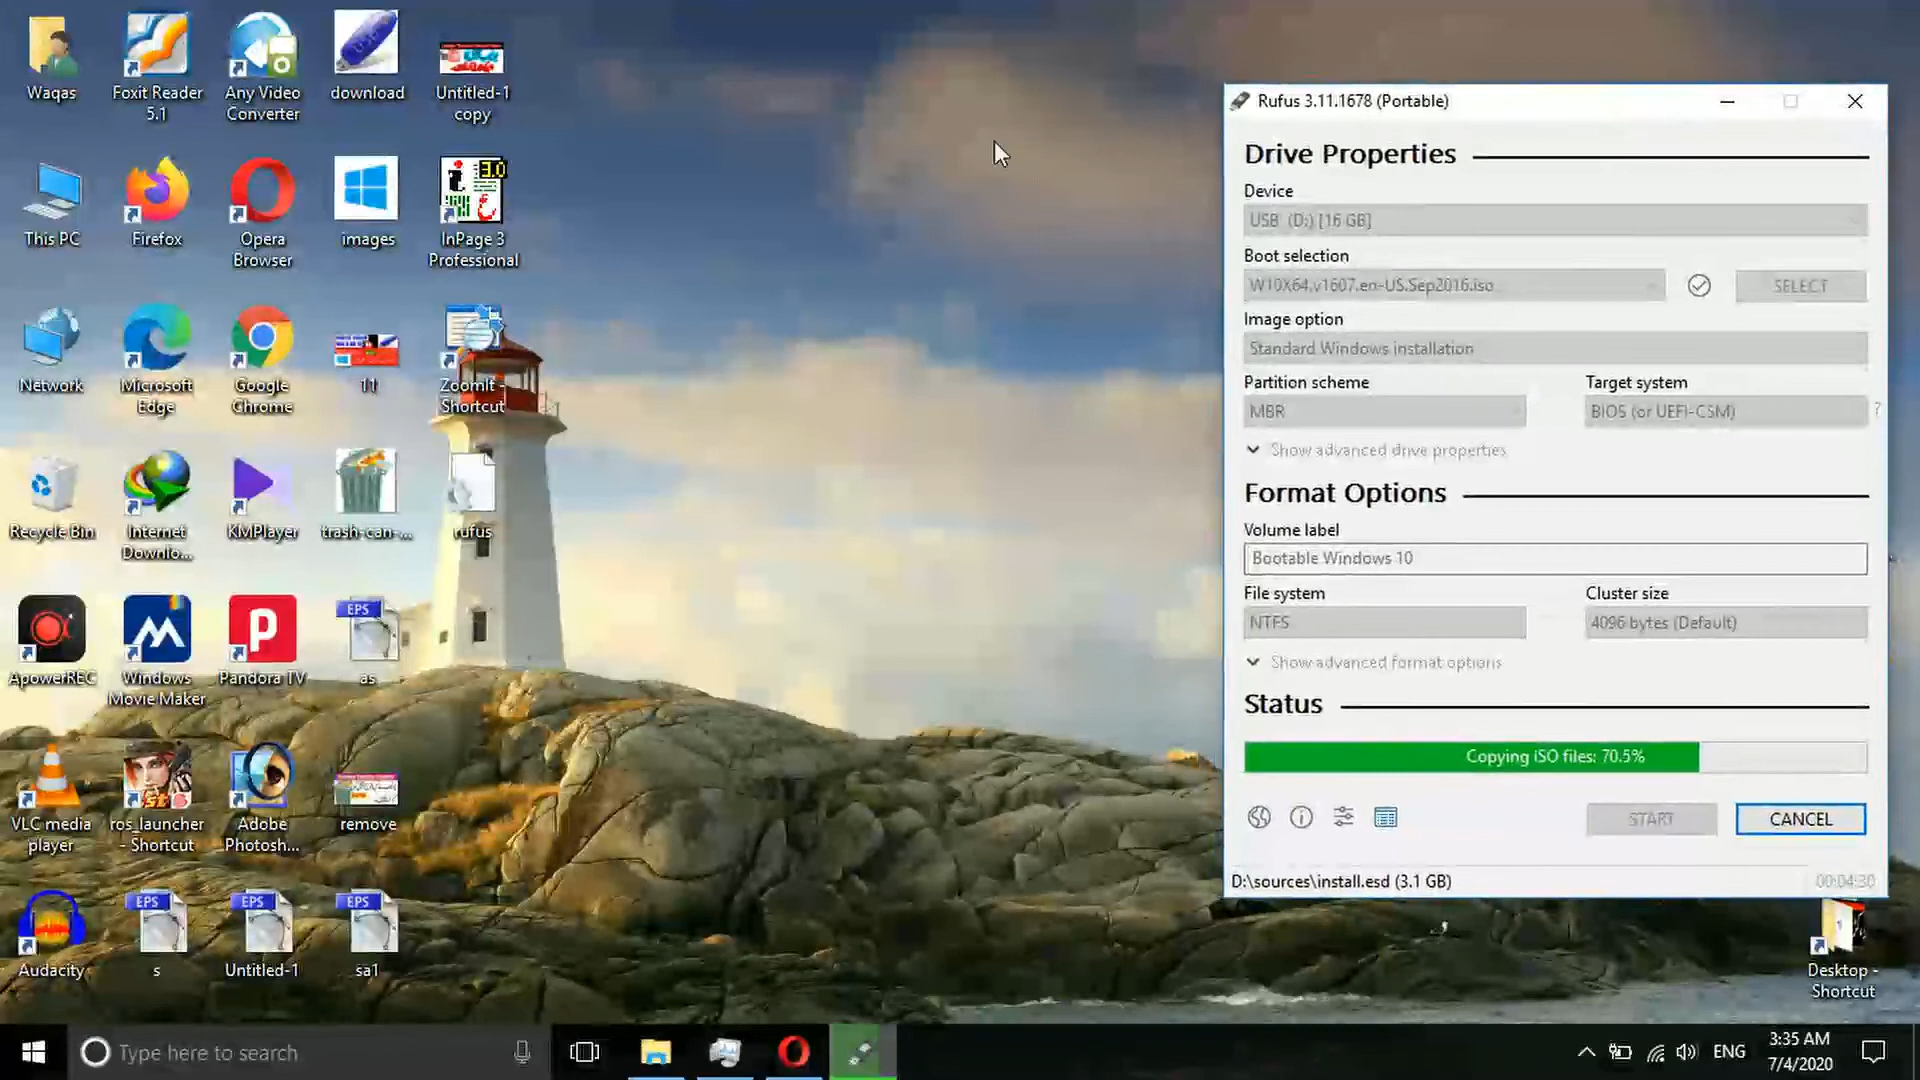 Waqas
Foxit Reader
5.1
Any Video
Converter
download
Untitled-1
copy
This PC
Firefox
Opera
Browser
images
3.0
InPage 3
Professional
Network
Microsoft
Edge
Google
Chrome
11
ZoomIt -
Shortcut
Recycle Bin
Internet
Downlo...
KMPlayer
trash-can-...
rufus
ApowerREC
Windows
Movie Maker
P
Pandora TV
EPS
as
VLC media
player
ros_launcher
- Shortcut
Adobe
Photosh...
remove
Audacity
EPS
s
EPS
Untitled-1
EPS
sa1
Rufus 3.11.1678 (Portable)
Drive Properties
Device
USB (D:) [16 GB]
Boot selection
W10X64.v1607.en-US.Sep2016.iso
SELECT
Image option
Standard Windows installation
Partition scheme
Target system
MBR
BIOS (or UEFI-CSM)
?
Show advanced drive properties
Format Options
Volume label
Bootable Windows 10
File system
Cluster size
NTFS
4096 bytes (Default)
Show advanced format options
Status
Copying ISO files: 70.5%
START
CANCEL
D:\sources\install.esd (3.1 GB)
00:04:30
Desktop -
Shortcut
Type here to search
ENG
3:35 AM
7/4/2020